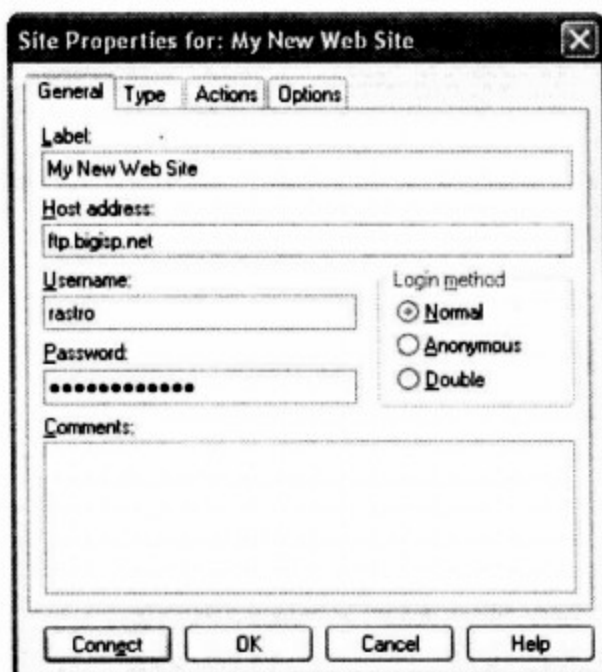 Site Properties for: My New Web Site
General Type Actions Options
Label:
My New Web Site
Host address:
ftp.bigisp.net
Username:
rastro
Login method
Normal
Anonymous
Double
Password:
•••••••••••••
Comments:
Connect OK Cancel Help